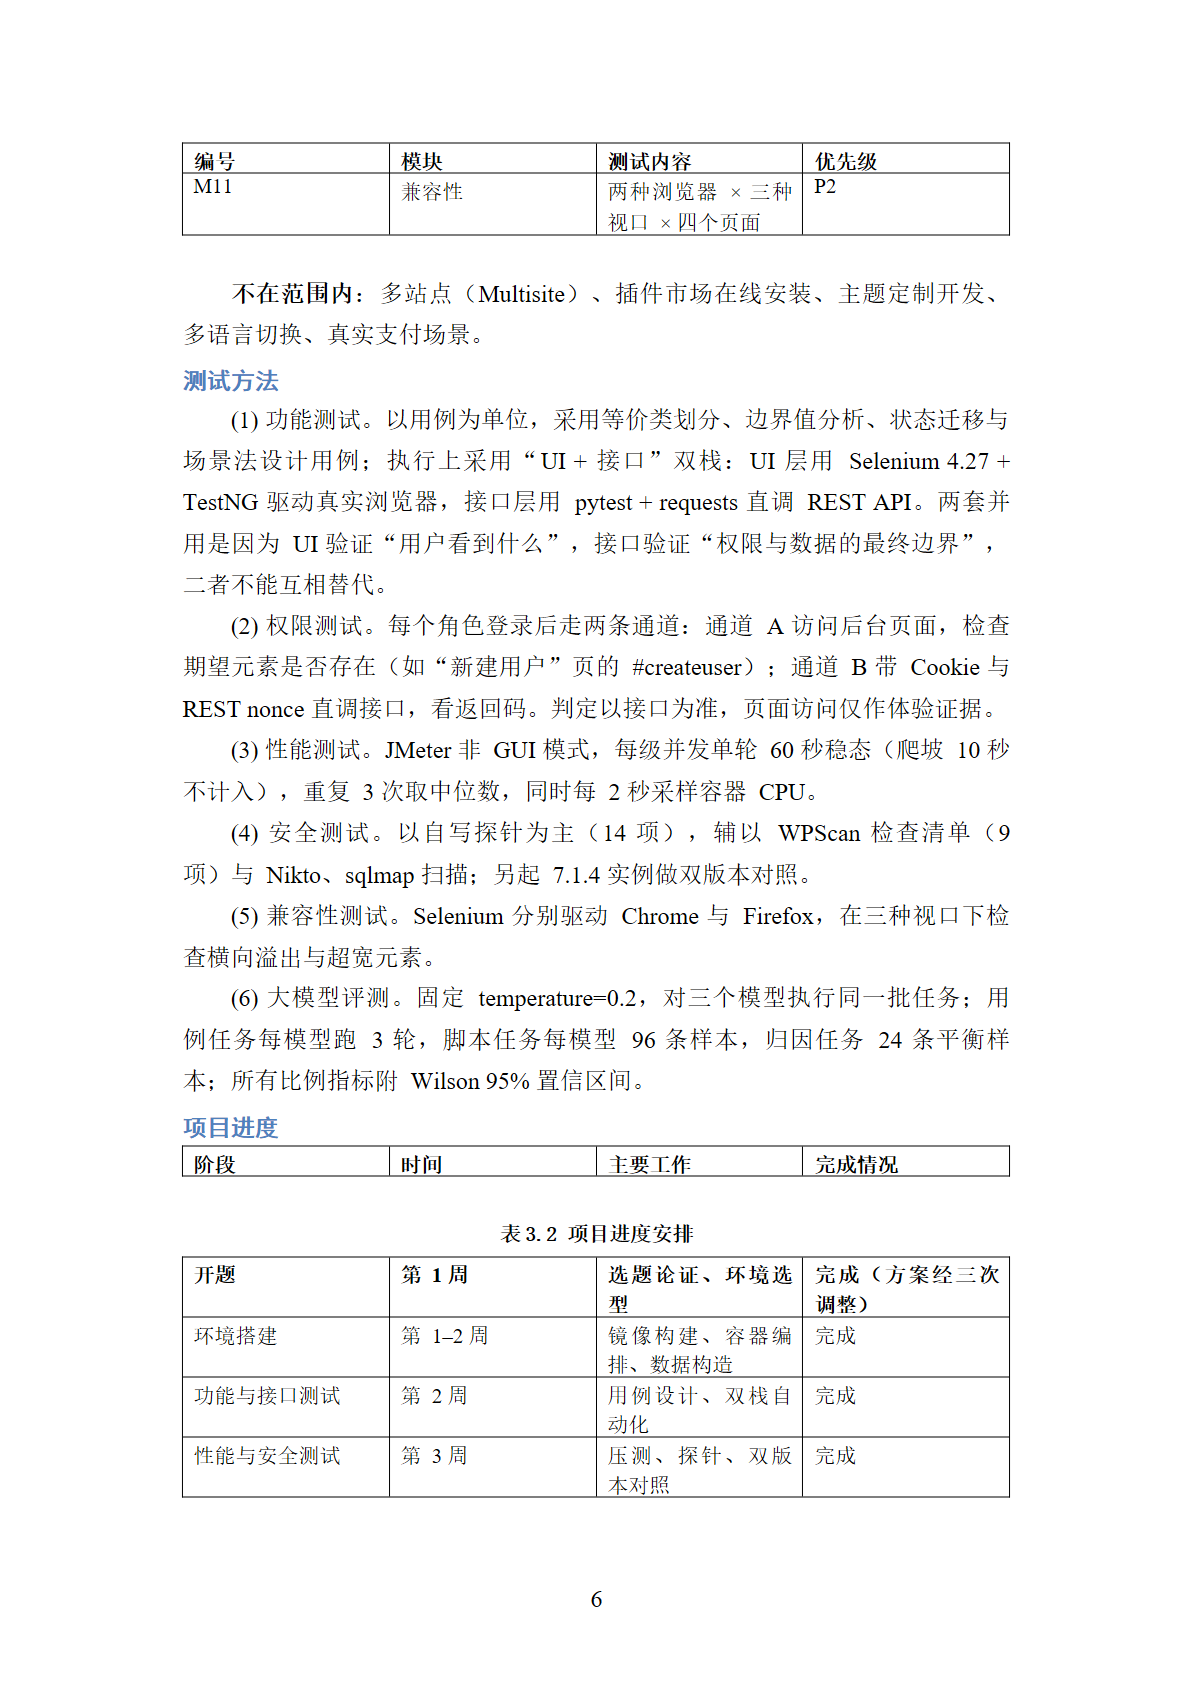 编号 模块 测试内容 优先级
M11 兼容性 两种浏览器 × 三种 P2
视口 × 四个页面
不在范围内：多站点（Multisite）、插件市场在线安装、主题定制开发、
多语言切换、真实支付场景。
测试方法
(1) 功能测试。以用例为单位，采用等价类划分、边界值分析、状态迁移与
场景法设计用例；执行上采用“UI + 接口”双栈：UI 层用 Selenium 4.27 +
TestNG 驱动真实浏览器，接口层用 pytest + requests 直调 REST API。两套并
用是因为 UI 验证“用户看到什么”，接口验证“权限与数据的最终边界”，
二者不能互相替代。
(2) 权限测试。每个角色登录后走两条通道：通道 A 访问后台页面，检查
期望元素是否存在（如“新建用户”页的 #createuser）；通道 B 带 Cookie 与
REST nonce 直调接口，看返回码。判定以接口为准，页面访问仅作体验证据。
(3) 性能测试。JMeter 非 GUI 模式，每级并发单轮 60 秒稳态（爬坡 10 秒
不计入），重复 3 次取中位数，同时每 2 秒采样容器 CPU。
(4) 安全测试。以自写探针为主（14 项），辅以 WPScan 检查清单（9
项）与 Nikto、sqlmap 扫描；另起 7.1.4 实例做双版本对照。
(5) 兼容性测试。Selenium 分别驱动 Chrome 与 Firefox，在三种视口下检
查横向溢出与超宽元素。
(6) 大模型评测。固定 temperature=0.2，对三个模型执行同一批任务；用
例任务每模型跑 3 轮，脚本任务每模型 96 条样本，归因任务 24 条平衡样
本；所有比例指标附 Wilson 95% 置信区间。
项目进度
阶段 时间 主要工作 完成情况
表 3. 2 项目进度安排
开题 第 1 周 选题论证、环境选 完成（方案经三次
型 调整）
环境搭建 第 1–2 周 镜像构建、容器编 完成
排、数据构造
功能与接口测试 第 2 周 用例设计、双栈自 完成
动化
性能与安全测试 第 3 周 压测、探针、双版 完成
本对照
6